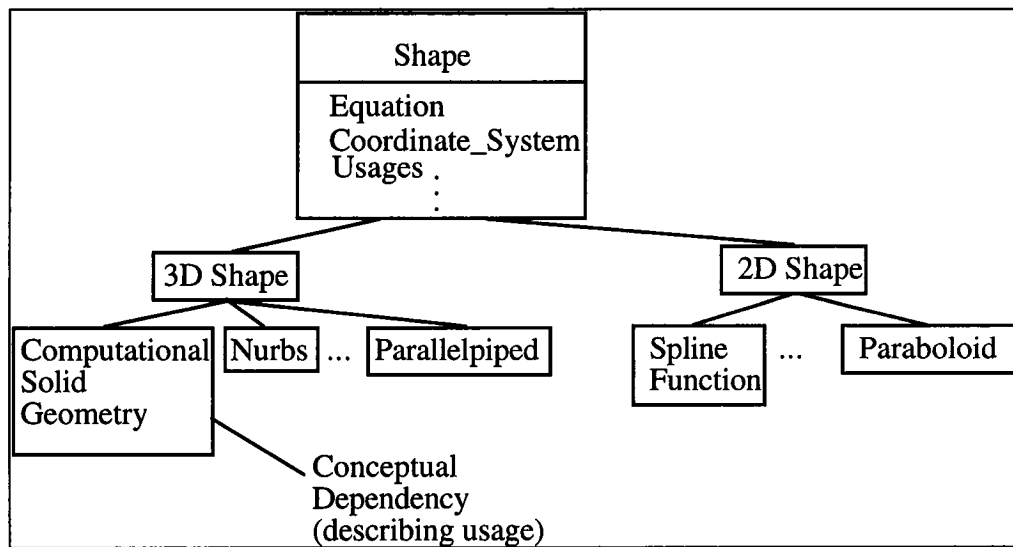 Shape
Equation
Coordinate_System
Usages
.
.
.
3D Shape
2D Shape
Computational
Solid
Geometry
Nurbs
...
Parallelpiped
Spline
Function
...
Paraboloid
Conceptual
Dependency
(describing usage)